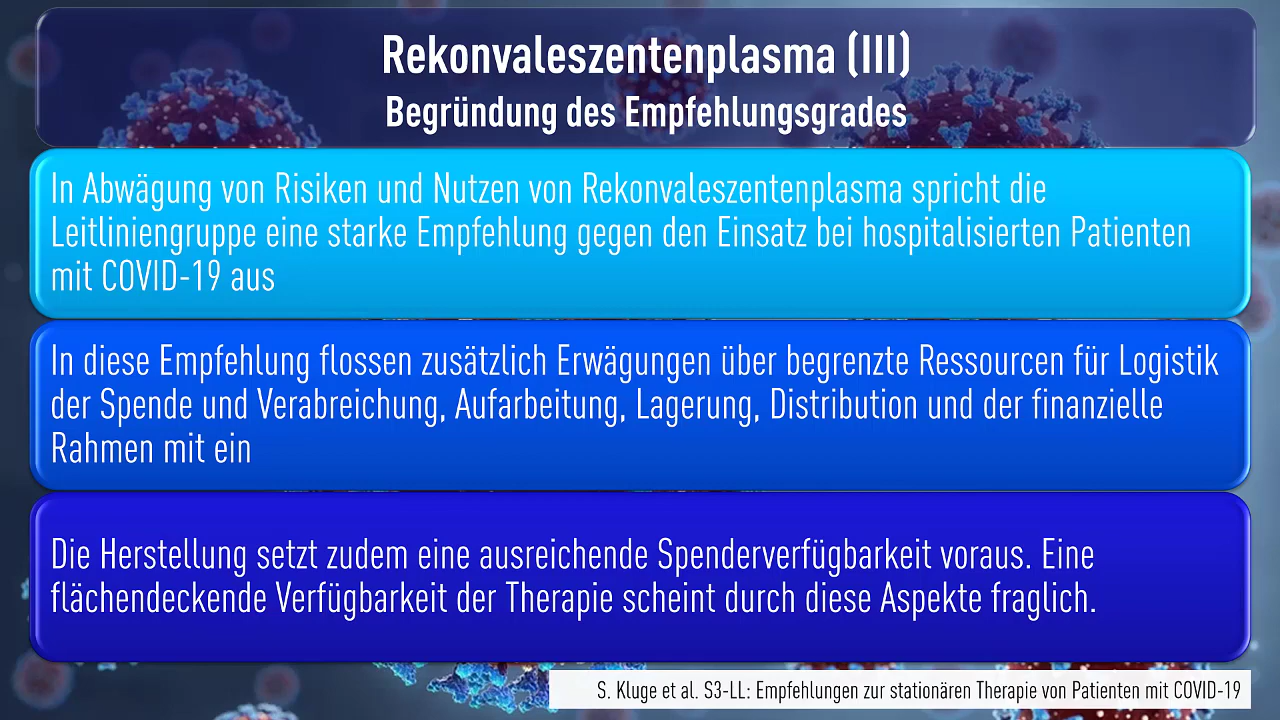 Rekonvaleszentenplasma (III)
Begründung des Empfehlungsgrades
In Abwägung von Risiken und Nutzen von Rekonvaleszentenplasma spricht die
Leitliniengruppe eine starke Empfehlung gegen den Einsatz bei hospitalisierten Patienten
mit COVID-19 aus
In diese Empfehlung flossen zusätzlich Erwägungen über begrenzte Ressourcen für Logistik
der Spende und Verabreichung, Aufarbeitung, Lagerung, Distribution und der finanzielle
Rahmen mit ein
Die Herstellung setzt zudem eine ausreichende Spenderverfügbarkeit voraus. Eine
flächendeckende Verfügbarkeit der Therapie scheint durch diese Aspekte fraglich.
S. Kluge et al. S3-LL: Empfehlungen zur stationären Therapie von Patienten mit COVID-19